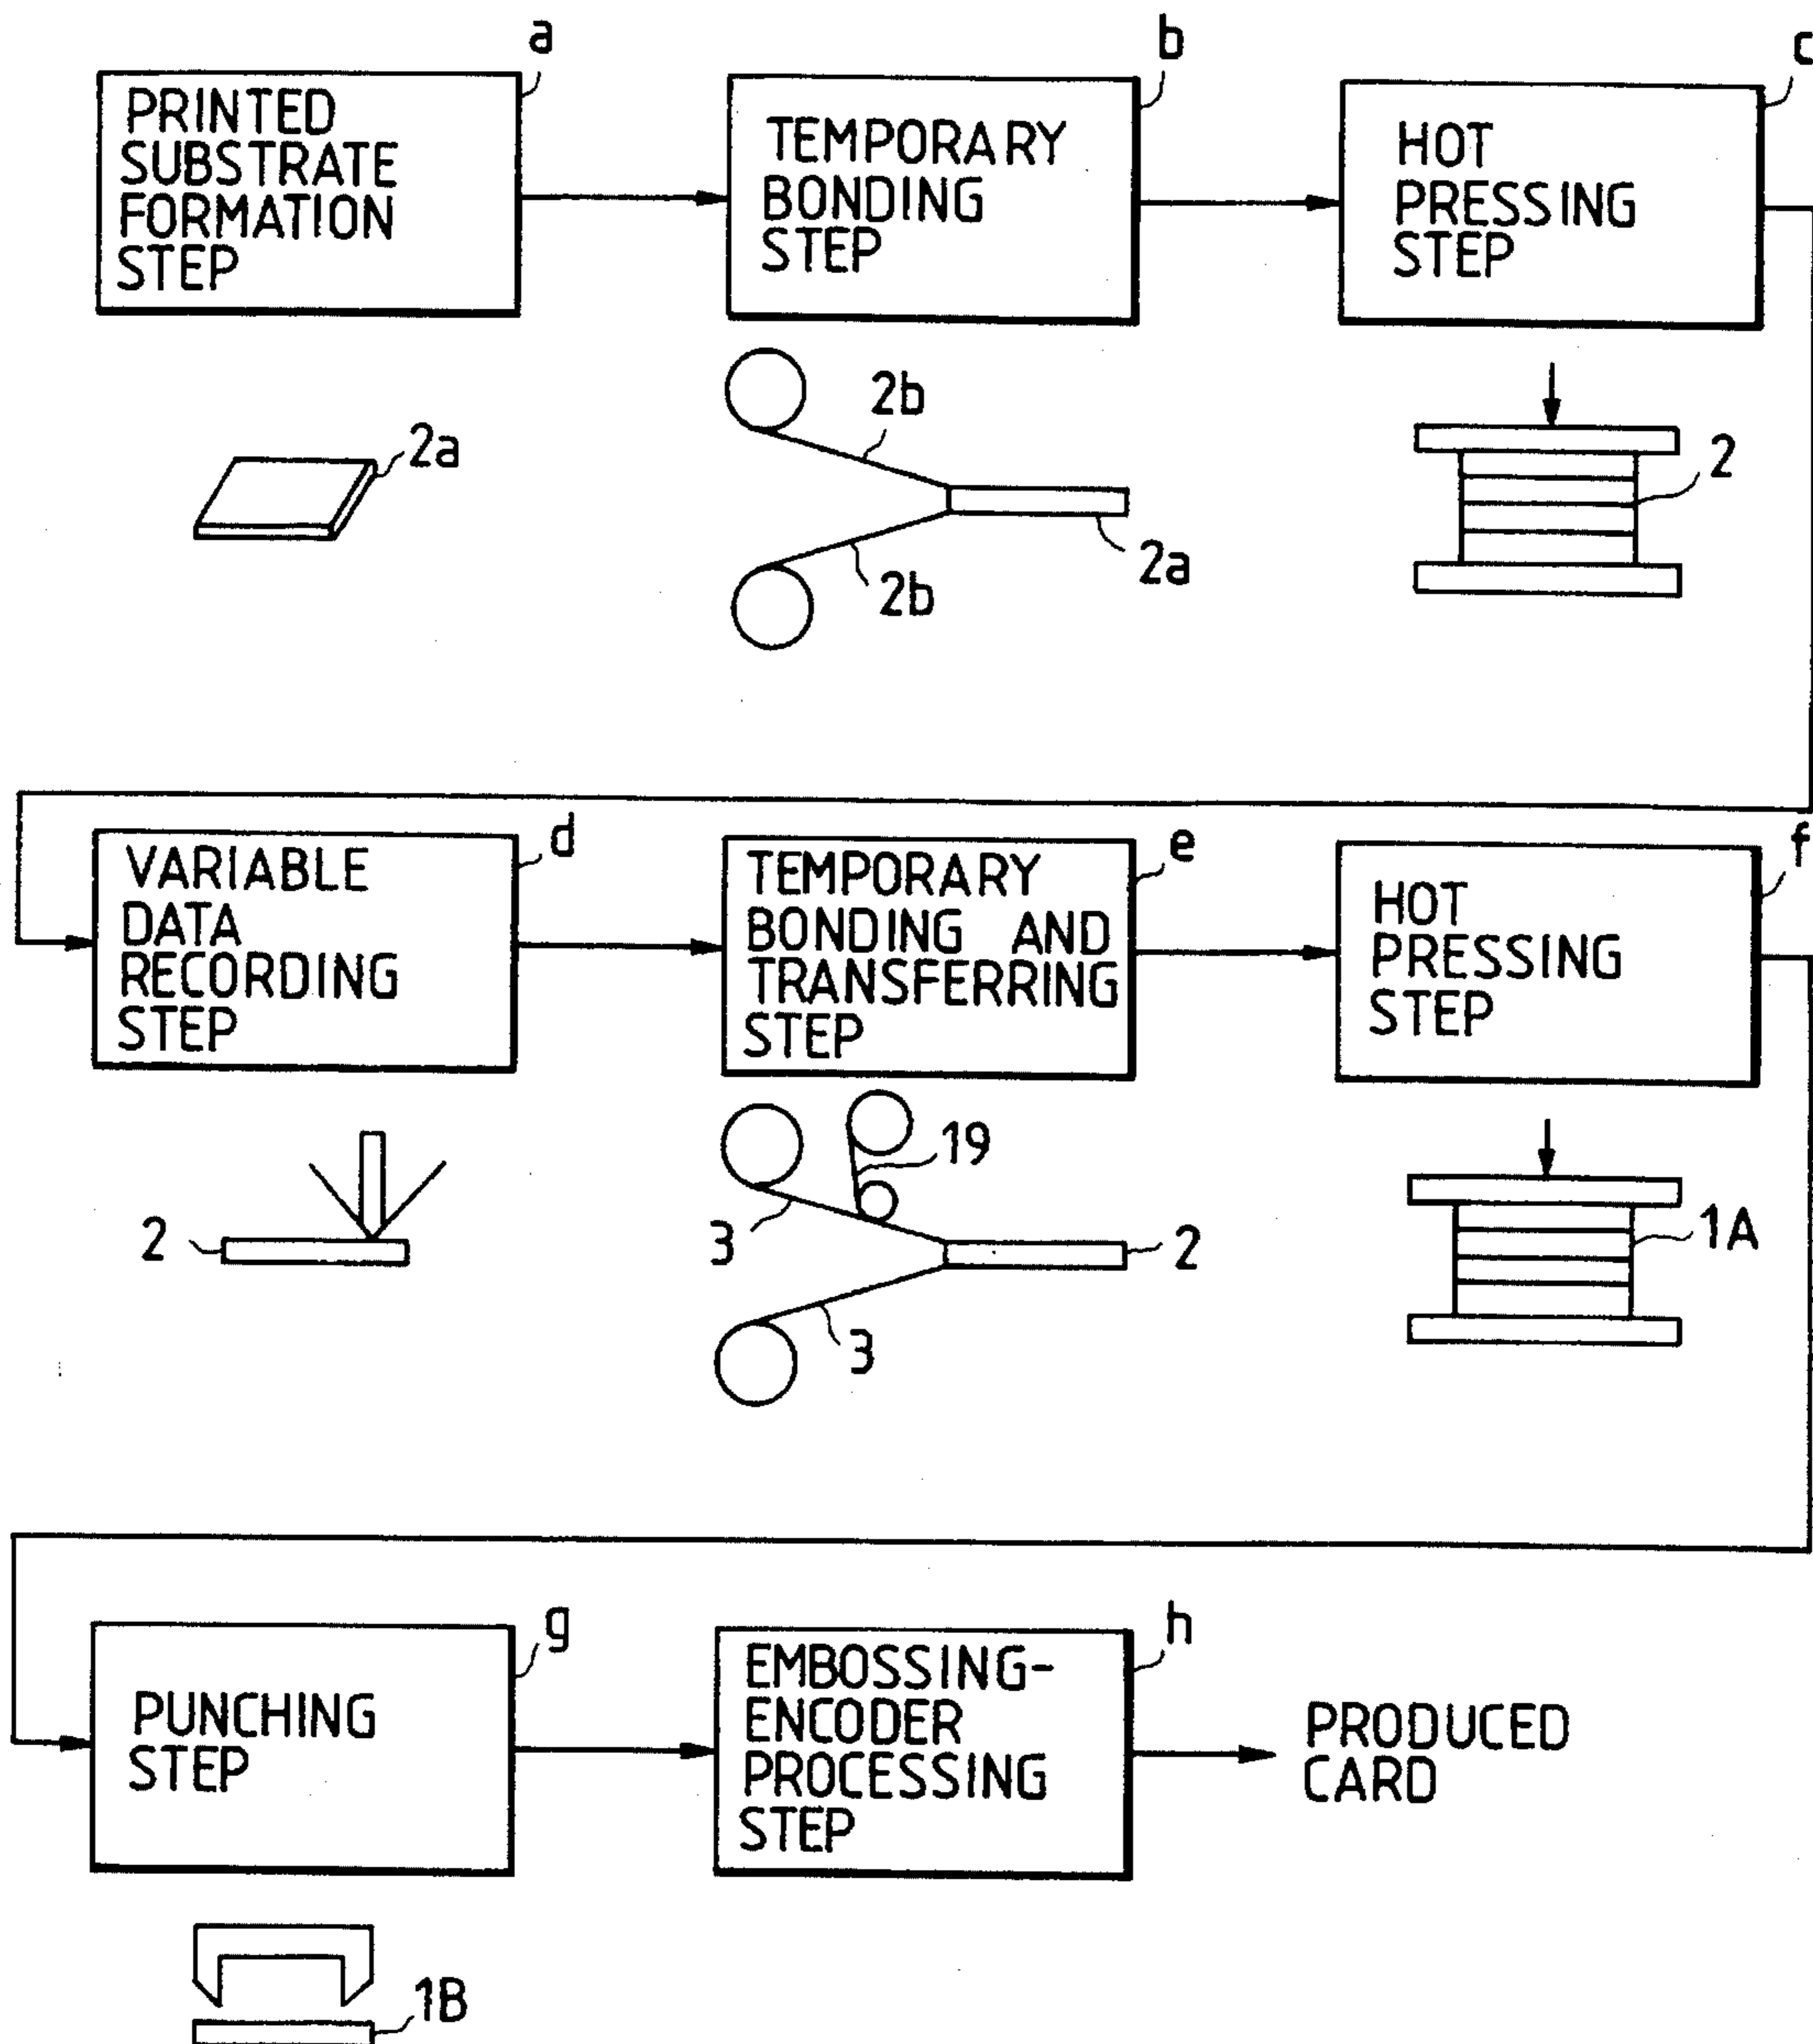 a
PRINTED
SUBSTRATE
FORMATION
STEP
b
TEMPORARY
BONDING
STEP
c
HOT
PRESSING
STEP
2a
2b
2b
2a
2
d
VARIABLE
DATA
RECORDING
STEP
e
TEMPORARY
BONDING AND
TRANSFERRING
STEP
f
HOT
PRESSING
STEP
2
19
3
2
3
1A
g
PUNCHING
STEP
h
EMBOSSING-
ENCODER
PROCESSING
STEP
PRODUCED
CARD
1B